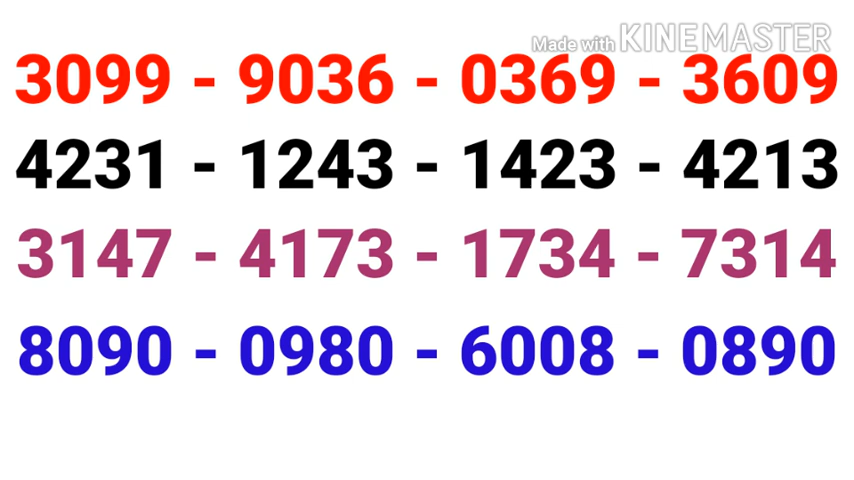 Made with KINEMASTER
3099 - 9036 - 0369 - 3609
4231 - 1243 - 1423 - 4213
3147 - 4173 - 1734 - 7314
8090 - 0980 - 6008 - 0890